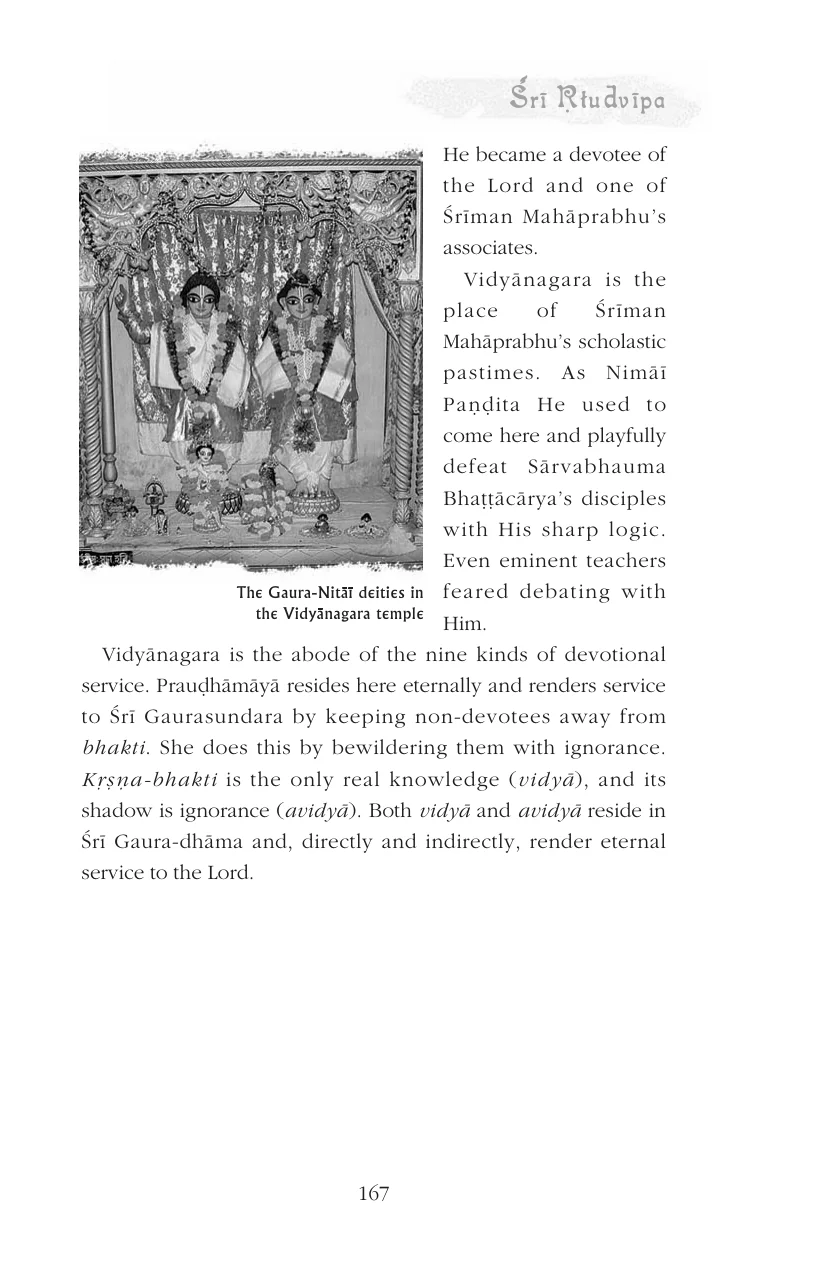 Śrī Ṛtudvīpa
He became a devotee of
the Lord and one of
Śrīman Mahāprabhu’s
associates.
Vidyānagara is the
place of Śrīman
Mahāprabhu’s scholastic
pastimes. As Nimāī
Paṇḍita He used to
come here and playfully
defeat Sārvabhauma
Bhaṭṭācārya’s disciples
with His sharp logic.
Even eminent teachers
feared debating with
Him.
The Gaura-Nitāī deities in
the Vidyānagara temple
Vidyānagara is the abode of the nine kinds of devotional
service. Prauḍhāmāyā resides here eternally and renders service
to Śrī Gaurasundara by keeping non-devotees away from
bhakti. She does this by bewildering them with ignorance.
Kṛṣṇa-bhakti is the only real knowledge (vidyā), and its
shadow is ignorance (avidyā). Both vidyā and avidyā reside in
Śrī Gaura-dhāma and, directly and indirectly, render eternal
service to the Lord.
167